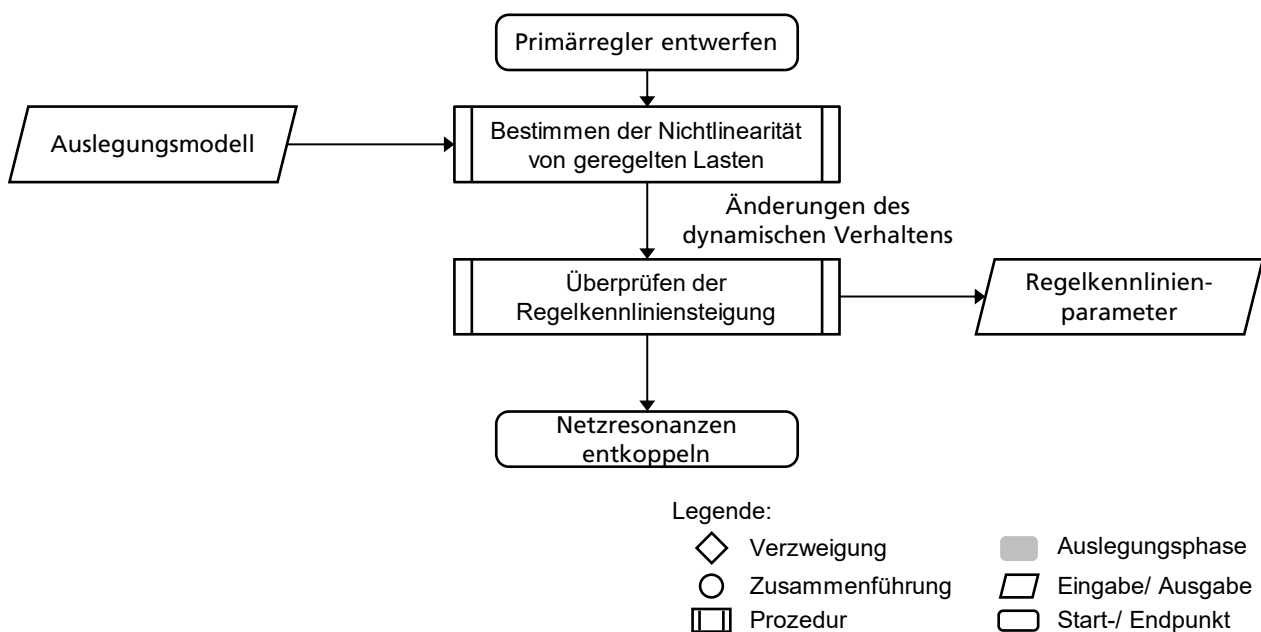 Primärregler entwerfen
Auslegungsmodell
Bestimmen der Nichtlinearität
von geregelten Lasten
Änderungen des
dynamischen Verhaltens
Überprüfen der
Regelkennliniensteigung
Regelkennlinien-
parameter
Netzresonanzen
entkoppeln
Legende:
Verzweigung
Auslegungsphase
Zusammenführung
Eingabe/ Ausgabe
Prozedur
Start-/ Endpunkt